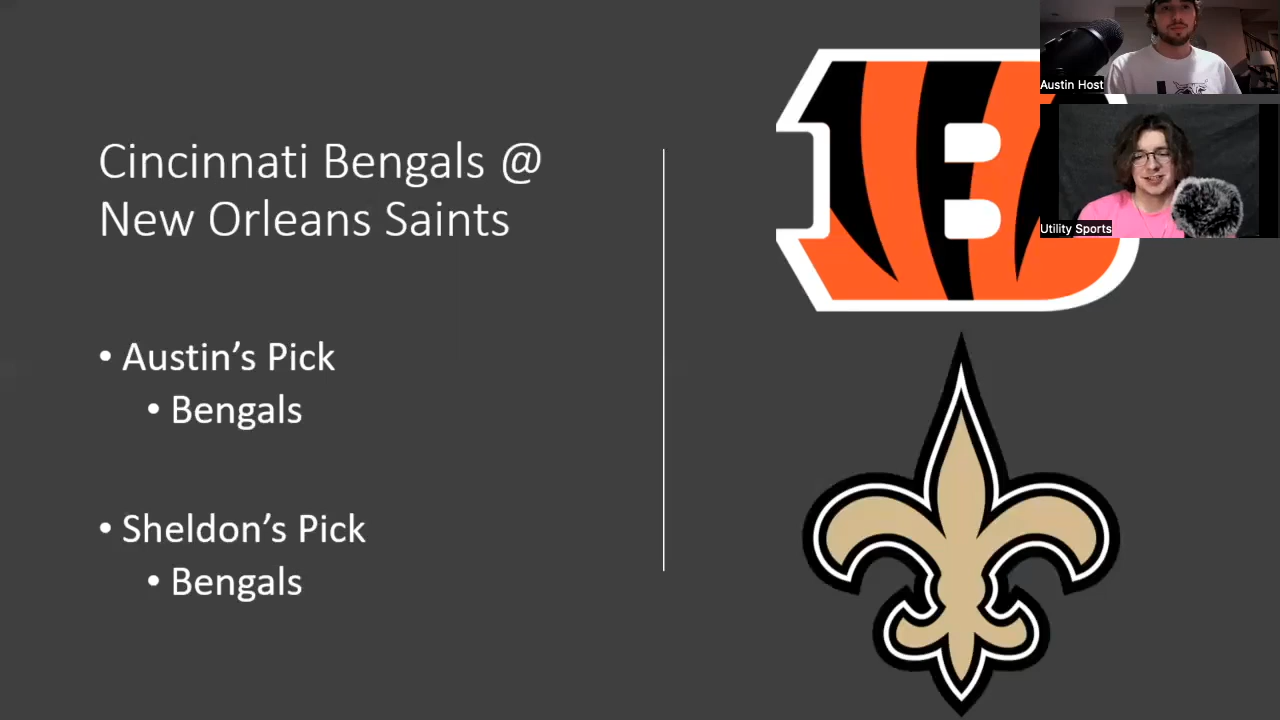 Cincinnati Bengals @
New Orleans Saints
• Austin’s Pick
• Bengals
• Sheldon’s Pick
• Bengals
B
Austin Host
Utility Sports